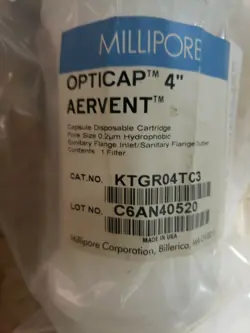 MILLIPORE
OPTICAP™ 4"
AERVENT™
Capsule Disposable Cartridge
Pore Size 0.2μm Hydrophobic
Sanitary Flange Inlet/Sanitary Flange Outlet
Contents: 1 Filter
CAT.NO. KTGR04TC3
LOT NO. C6AN40520
MADE IN USA
Millipore Corporation, Billerica,